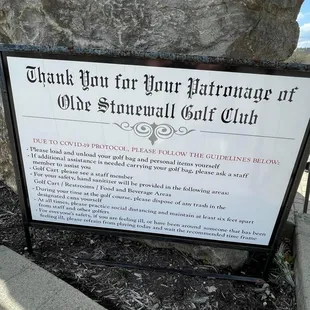 Thank You for Your Patronage of
Olde Stonewall Golf Club
DUE TO COVID-19 PROTOCOL, PLEASE FOLLOW THE GUIDELINES BELOW:
• Please load and unload your golf bag and personal items yourself
• If additional assistance is needed carrying your golf bag, please ask a staff
member to assist you
Golf Cart please see a staff member
• For your safety, hand sanitizer will be provided in the following areas:
Golf Carts / Restrooms / Food and Beverage Areas
• During your time at the golf course, please dispose of any trash in the
designated cans yourself
• At all times, please practice social distancing and maintain at least six feet apart
from staff and other golfers
• For everyone's safety, if you are feeling ill, or have been around someone that has been
feeling ill, please refrain from playing today and wait the recommended time